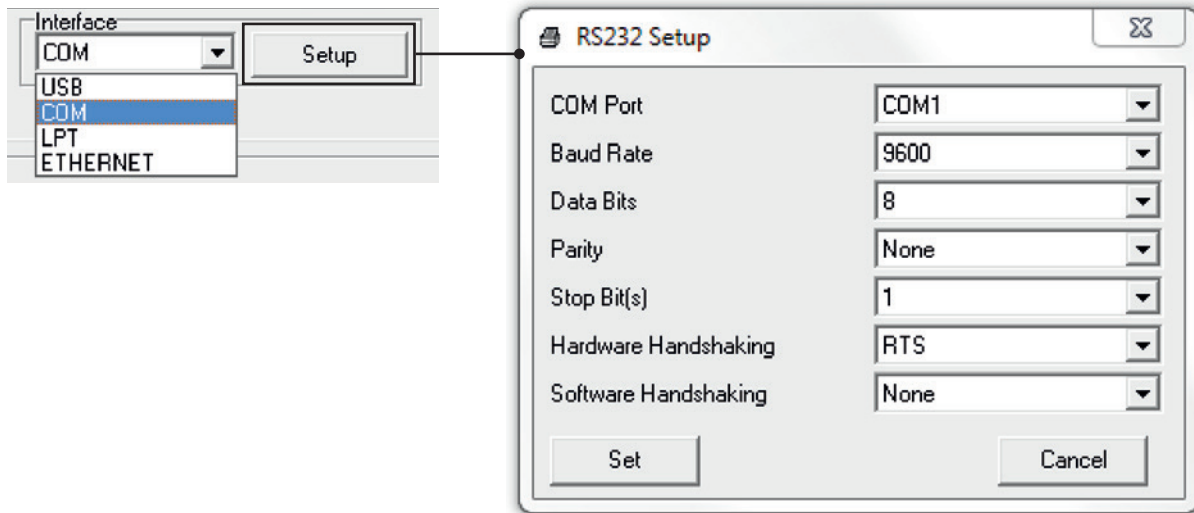 Interface
COM
Setup
USB
COM
LPT
ETHERNET
RS232 Setup
COM Port COM1
Baud Rate 9600
Data Bits 8
Parity None
Stop Bit(s) 1
Hardware Handshaking RTS
Software Handshaking None
Set Cancel